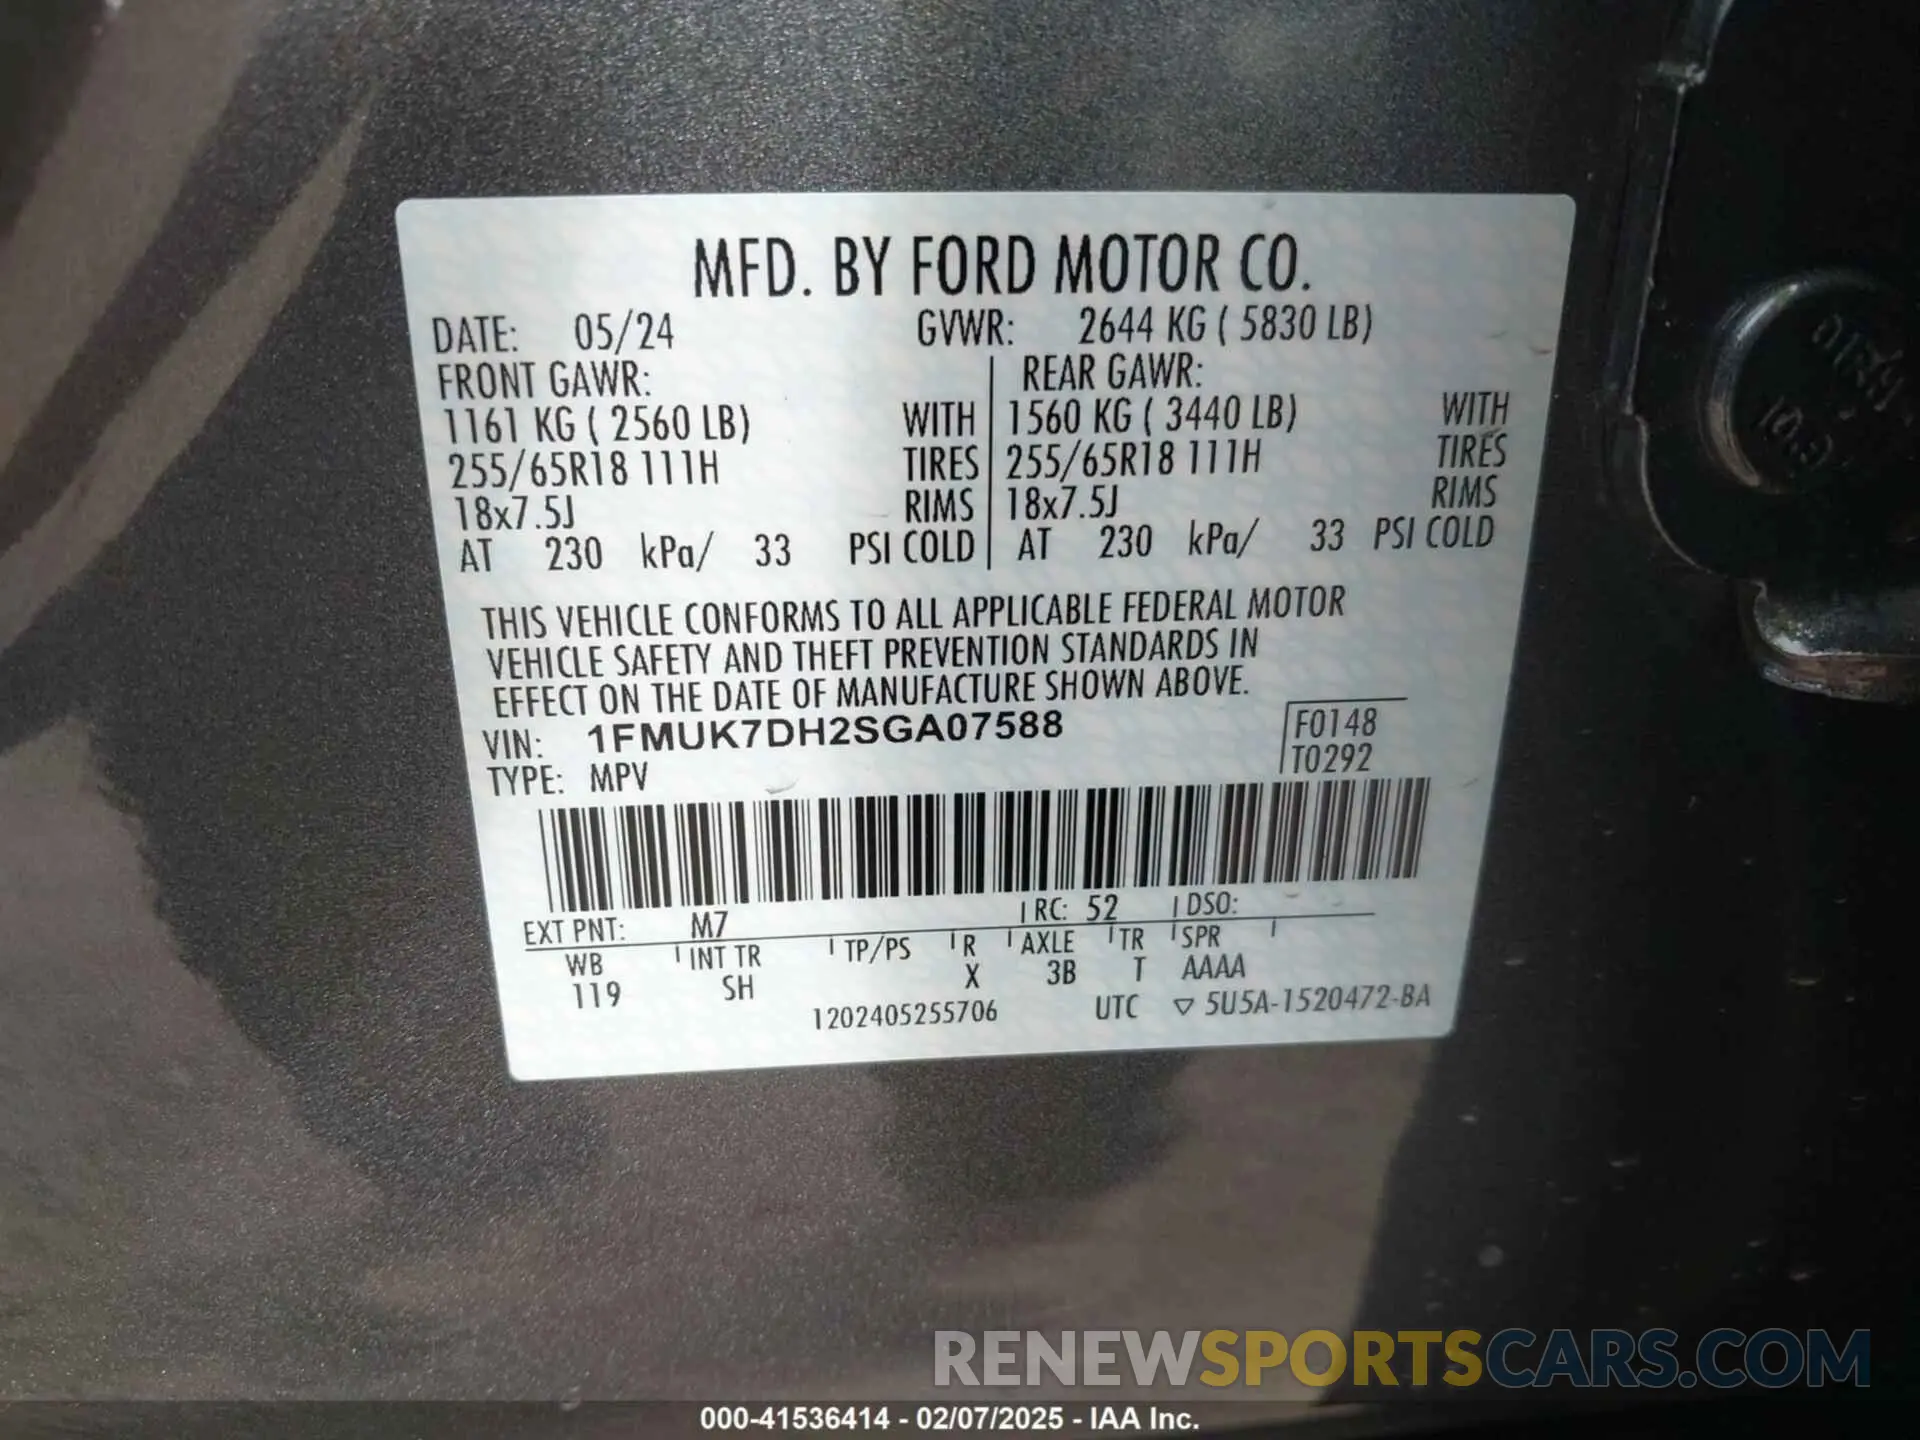 MFD. BY FORD MOTOR CO.
DATE: 05/24 GVWR: 2644 KG ( 5830 LB)
FRONT GAWR: REAR GAWR:
1161 KG ( 2560 LB) WITH 1560 KG ( 3440 LB) WITH
255/65R18 111H TIRES 255/65R18 111H TIRES
18x7.5J RIMS 18x7.5J RIMS
AT 230 kPa/ 33 PSI COLD AT 230 kPa/ 33 PSI COLD
THIS VEHICLE CONFORMS TO ALL APPLICABLE FEDERAL MOTOR
VEHICLE SAFETY AND THEFT PREVENTION STANDARDS IN
EFFECT ON THE DATE OF MANUFACTURE SHOWN ABOVE.
VIN: 1FMUK7DH2SGA07588 F0148
TYPE: MPV T0292
EXT PNT: M7 RC: 52 DSO:
WB INT TR TP/PS R AXLE TR SPR
119 SH X 3B T AAAA
1202405255706 UTC ▽ 5U5A-1520472-BA
RENEWSPORTSCARS.COM
000-41536414 - 02/07/2025 - IAA Inc.